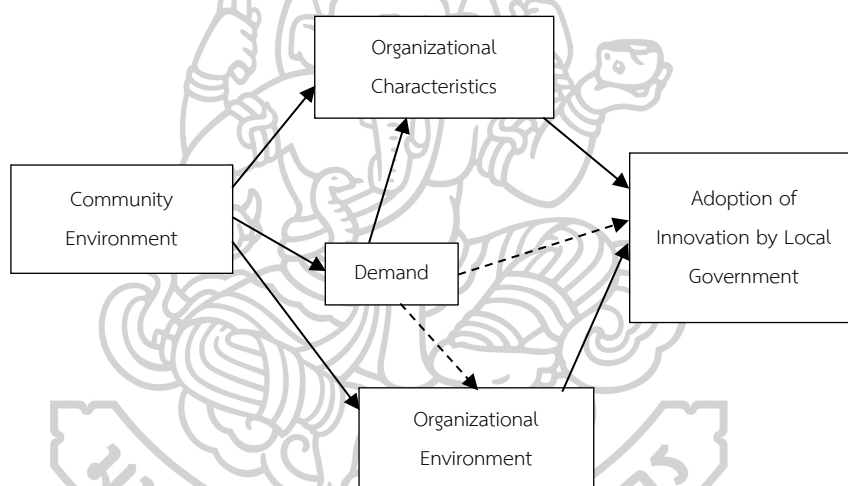 Organizational
Characteristics
Community
Environment
Adoption of
Innovation by Local
Government
Demand
Organizational
Environment